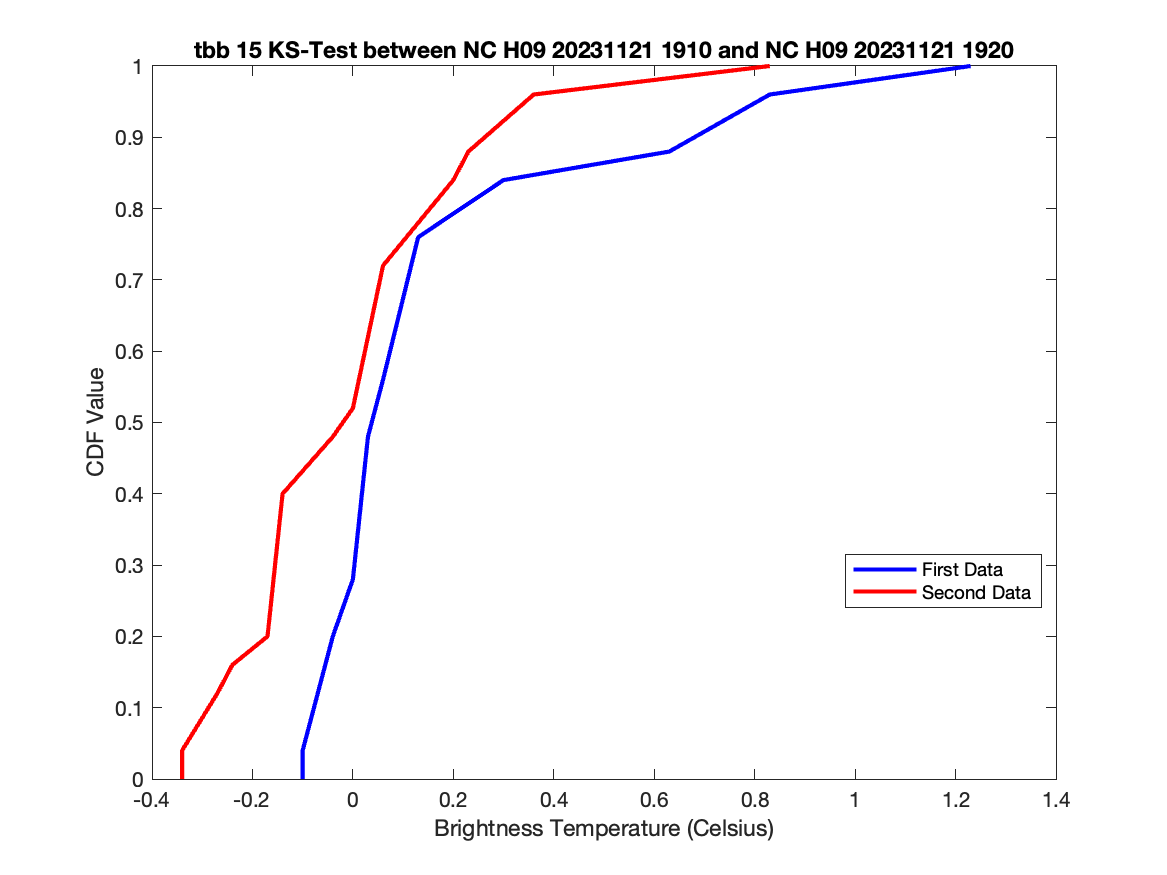 tbb 15 KS-Test between NC H09 20231121 1910 and NC H09 20231121 1920
1
0.9
0.8
0.7
0.6
0.5
0.4
0.3
0.2
0.1
0
CDF Value
First Data
Second Data
-0.4 -0.2 0 0.2 0.4 0.6 0.8 1 1.2 1.4
Brightness Temperature (Celsius)